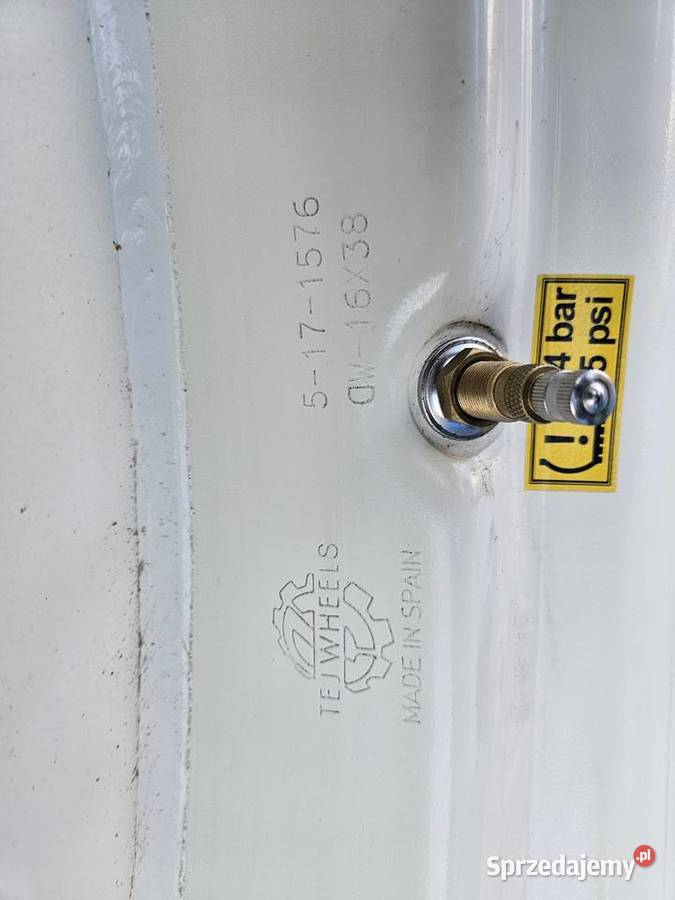 5-17-1576
DW-16X38
TEJ WHEELS
MADE IN SPAIN
4 bar
5 psi
Sprzedajemy.pl